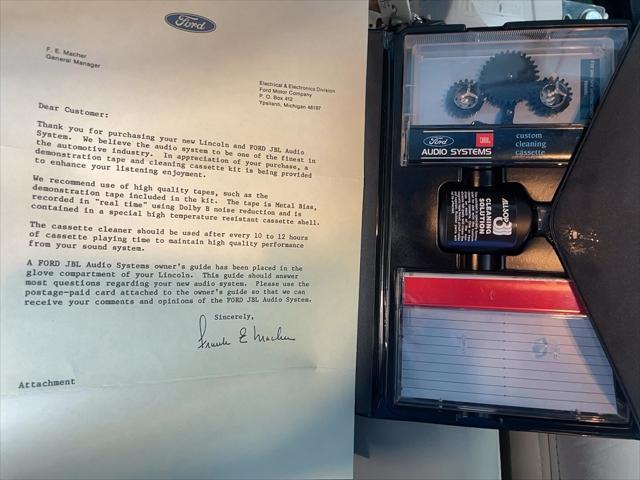 Ford
F. E. Macher
General Manager
Electrical & Electronics Division
Ford Motor Company
P. O. Box 412
Ypsilanti, Michigan 48197
Dear Customer:
Thank you for purchasing your new Lincoln and FORD JBL Audio
System. We believe the audio system to be one of the finest in
the automotive industry. In appreciation of your purchase, a
demonstration tape and cleaning cassette kit is being provided
to enhance your listening enjoyment.
We recommend use of high quality tapes, such as the
demonstration tape included in the kit. The tape is Metal Bias,
recorded in "real time" using Dolby B noise reduction and is
contained in a special high temperature resistant cassette shell.
The cassette cleaner should be used after every 10 to 12 hours
of cassette playing time to maintain high quality performance
from your sound system.
A FORD JBL Audio Systems owner's guide has been placed in the
glove compartment of your Lincoln. This guide should answer
most questions regarding your new audio system. Please use the
postage-paid card attached to the owner's guide so that we can
receive your comments and opinions of the FORD JBL Audio System.
Sincerely,
Frank E Macher
Attachment
Ford
JBL
AUDIO SYSTEMS
custom
cleaning
cassette
ALLSOP 3
CLEANING
SOLUTION